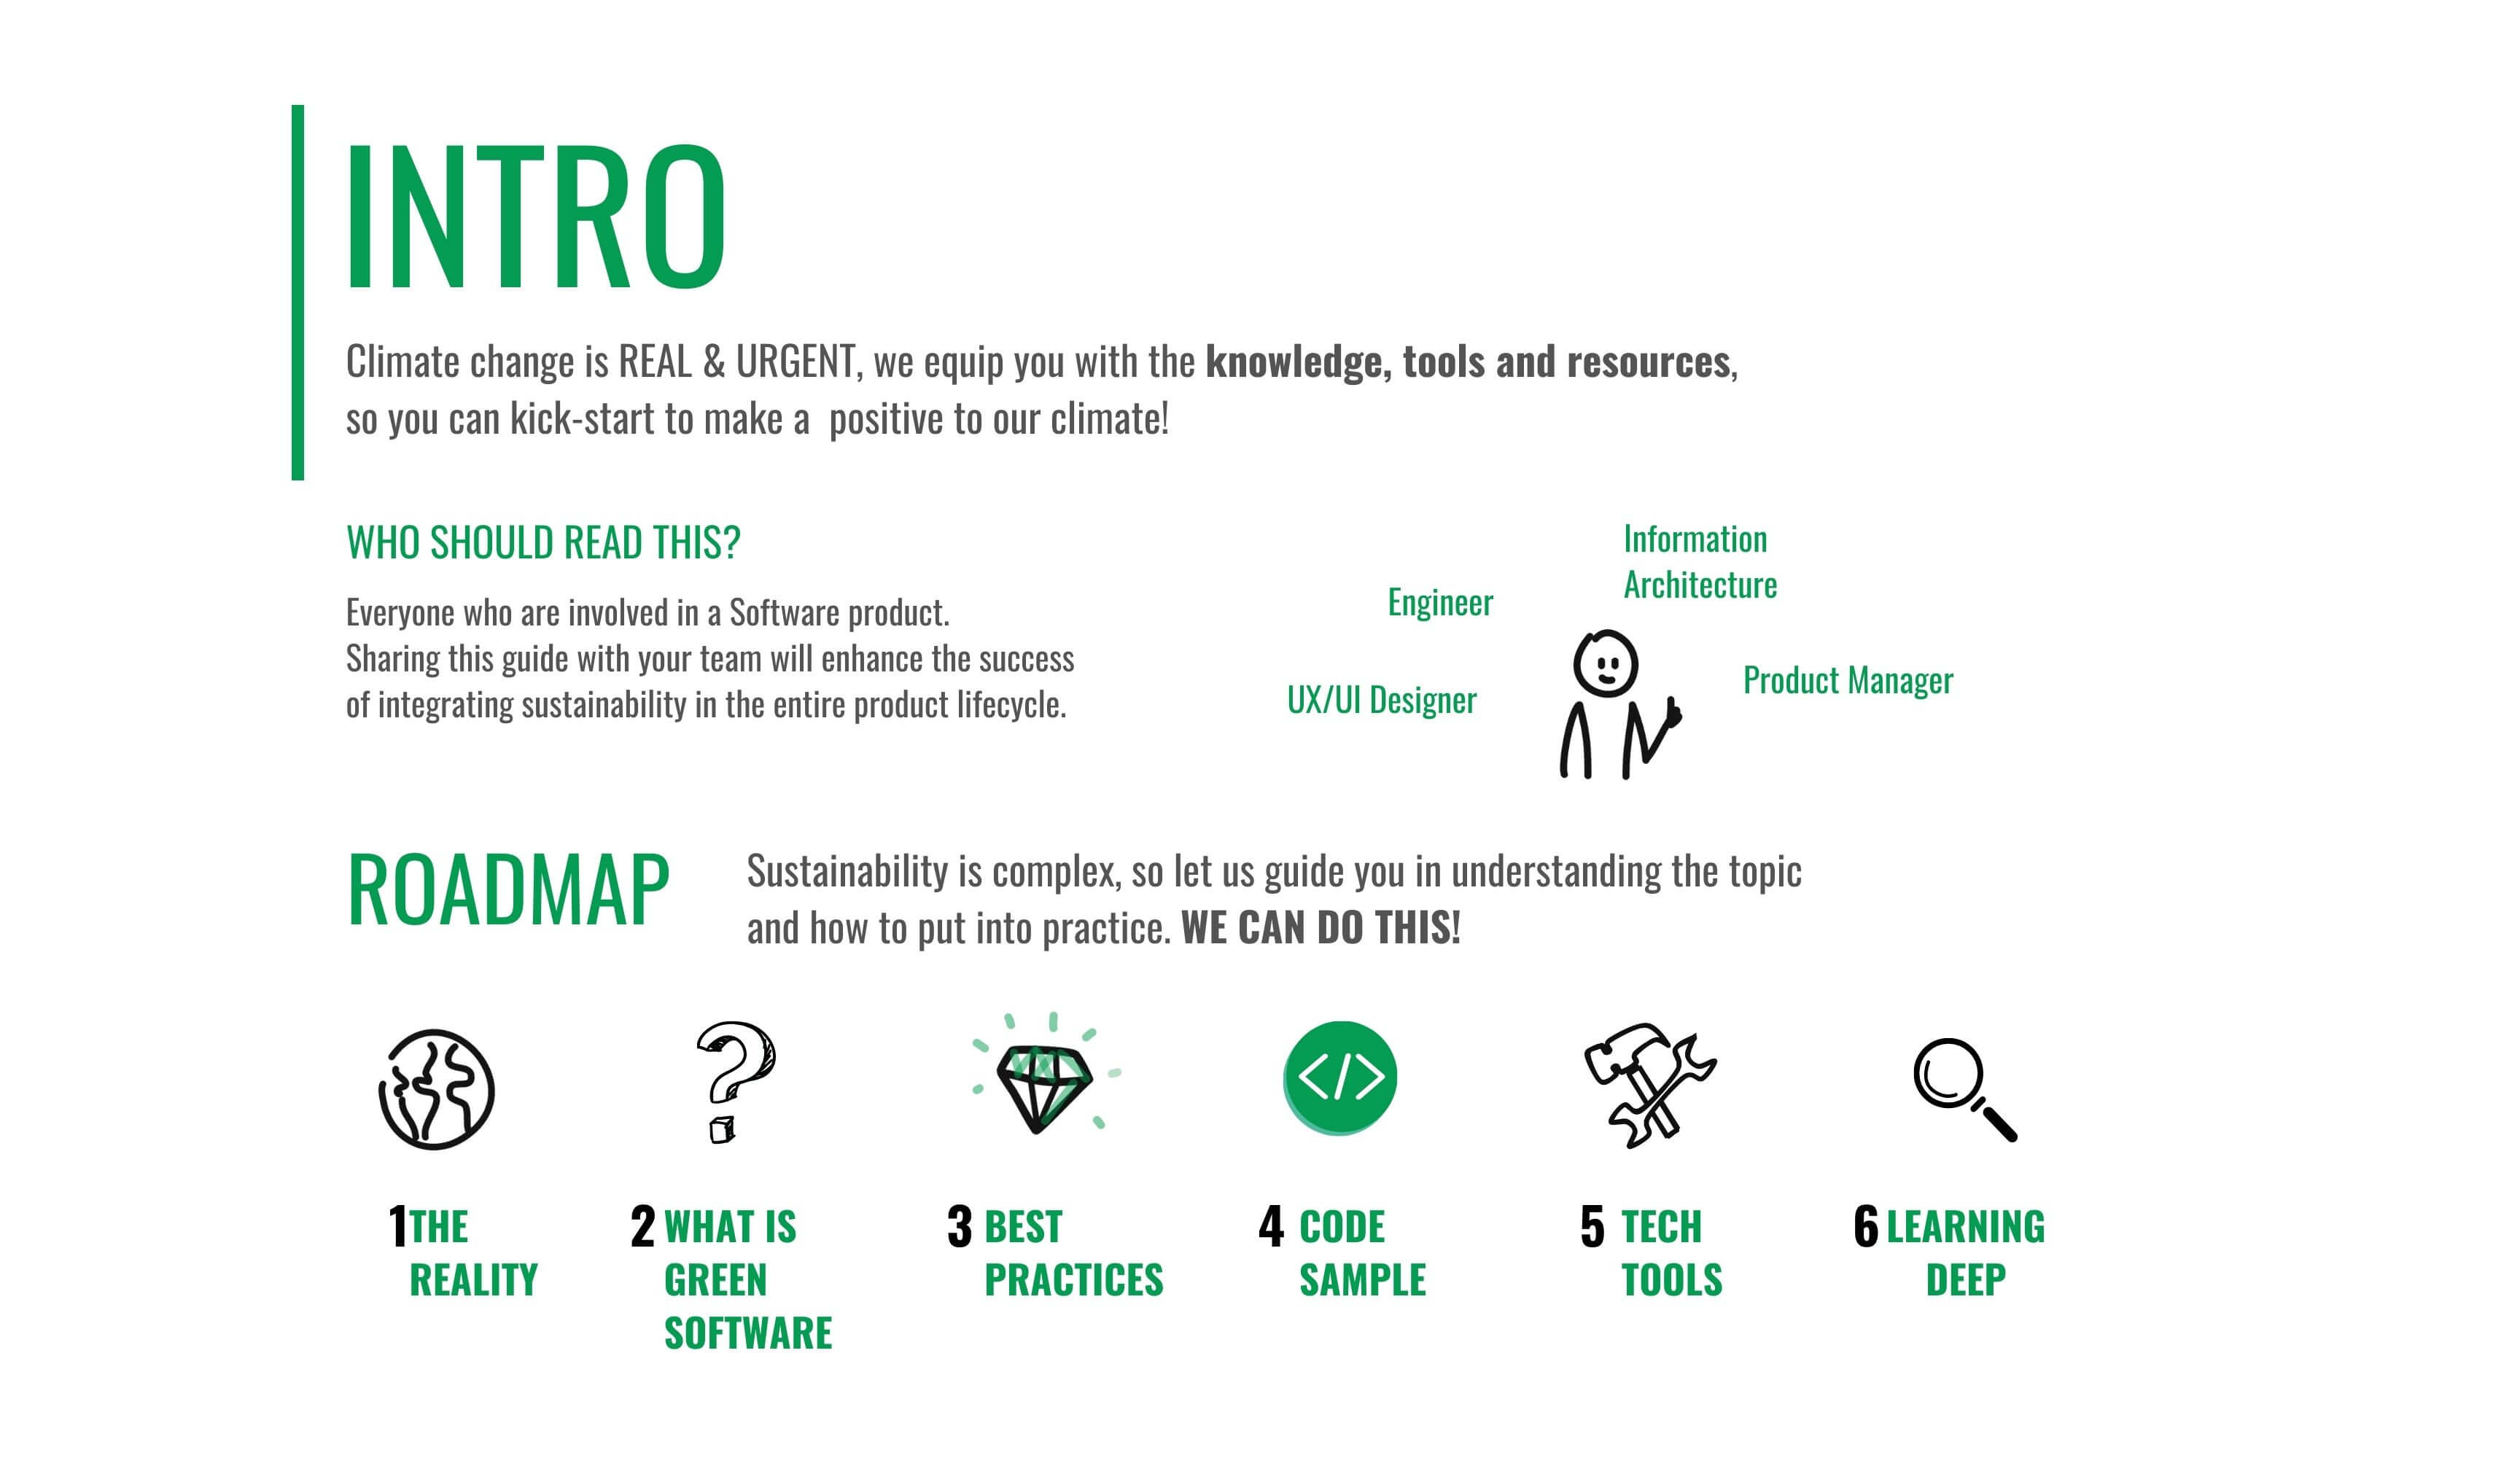 INTRO
Climate change is REAL & URGENT, we equip you with the knowledge, tools and resources,
so you can kick-start to make a  positive to our climate!
WHO SHOULD READ THIS?
Everyone who are involved in a Software product.
Sharing this guide with your team will enhance the success
of integrating sustainability in the entire product lifecycle.
Information
Architecture
Engineer
Product Manager
UX/UI Designer
ROADMAP
Sustainability is complex, so let us guide you in understanding the topic
and how to put into practice. WE CAN DO THIS!
</>
1 THE
REALITY
2 WHAT IS
GREEN
SOFTWARE
3 BEST
PRACTICES
4 CODE
SAMPLE
5 TECH
TOOLS
6 LEARNING
DEEP